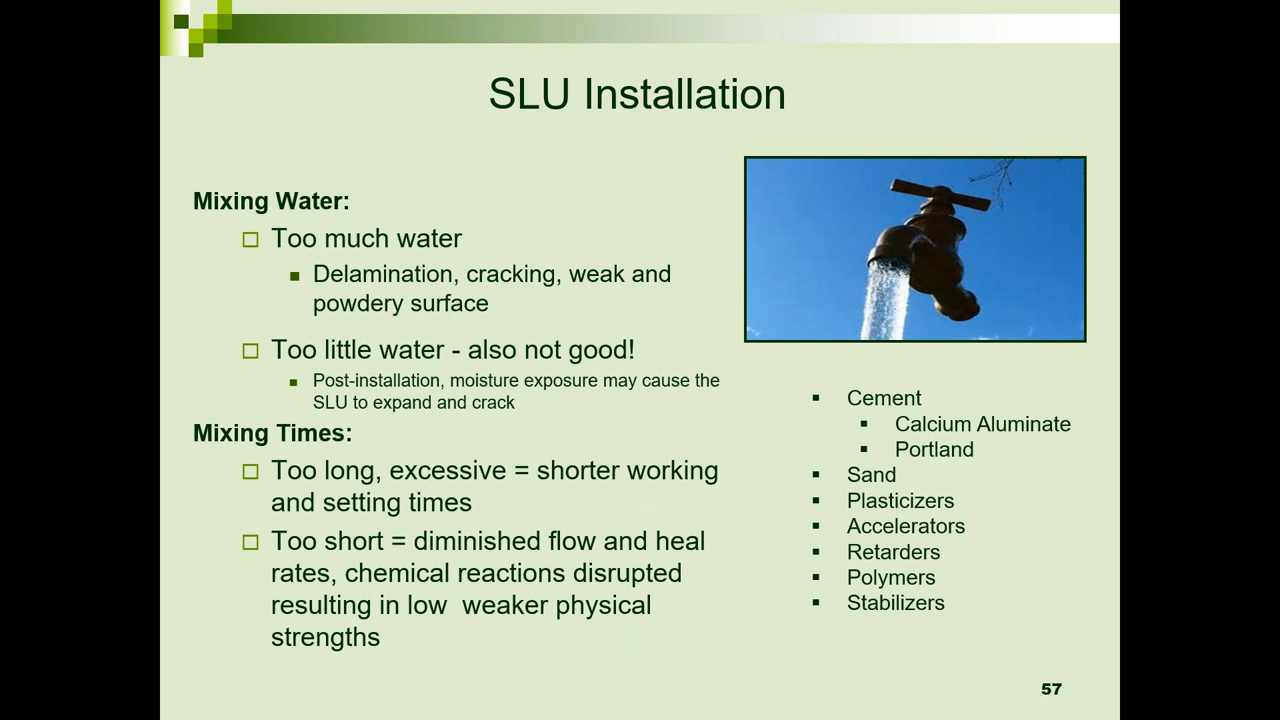 SLU Installation
Mixing Water:
Too much water
Delamination, cracking, weak and
powdery surface
Too little water - also not good!
Post-installation, moisture exposure may cause the
SLU to expand and crack
Mixing Times:
Too long, excessive = shorter working
and setting times
Too short = diminished flow and heal
rates, chemical reactions disrupted
resulting in low  weaker physical
strengths
Cement
Calcium Aluminate
Portland
Sand
Plasticizers
Accelerators
Retarders
Polymers
Stabilizers
57